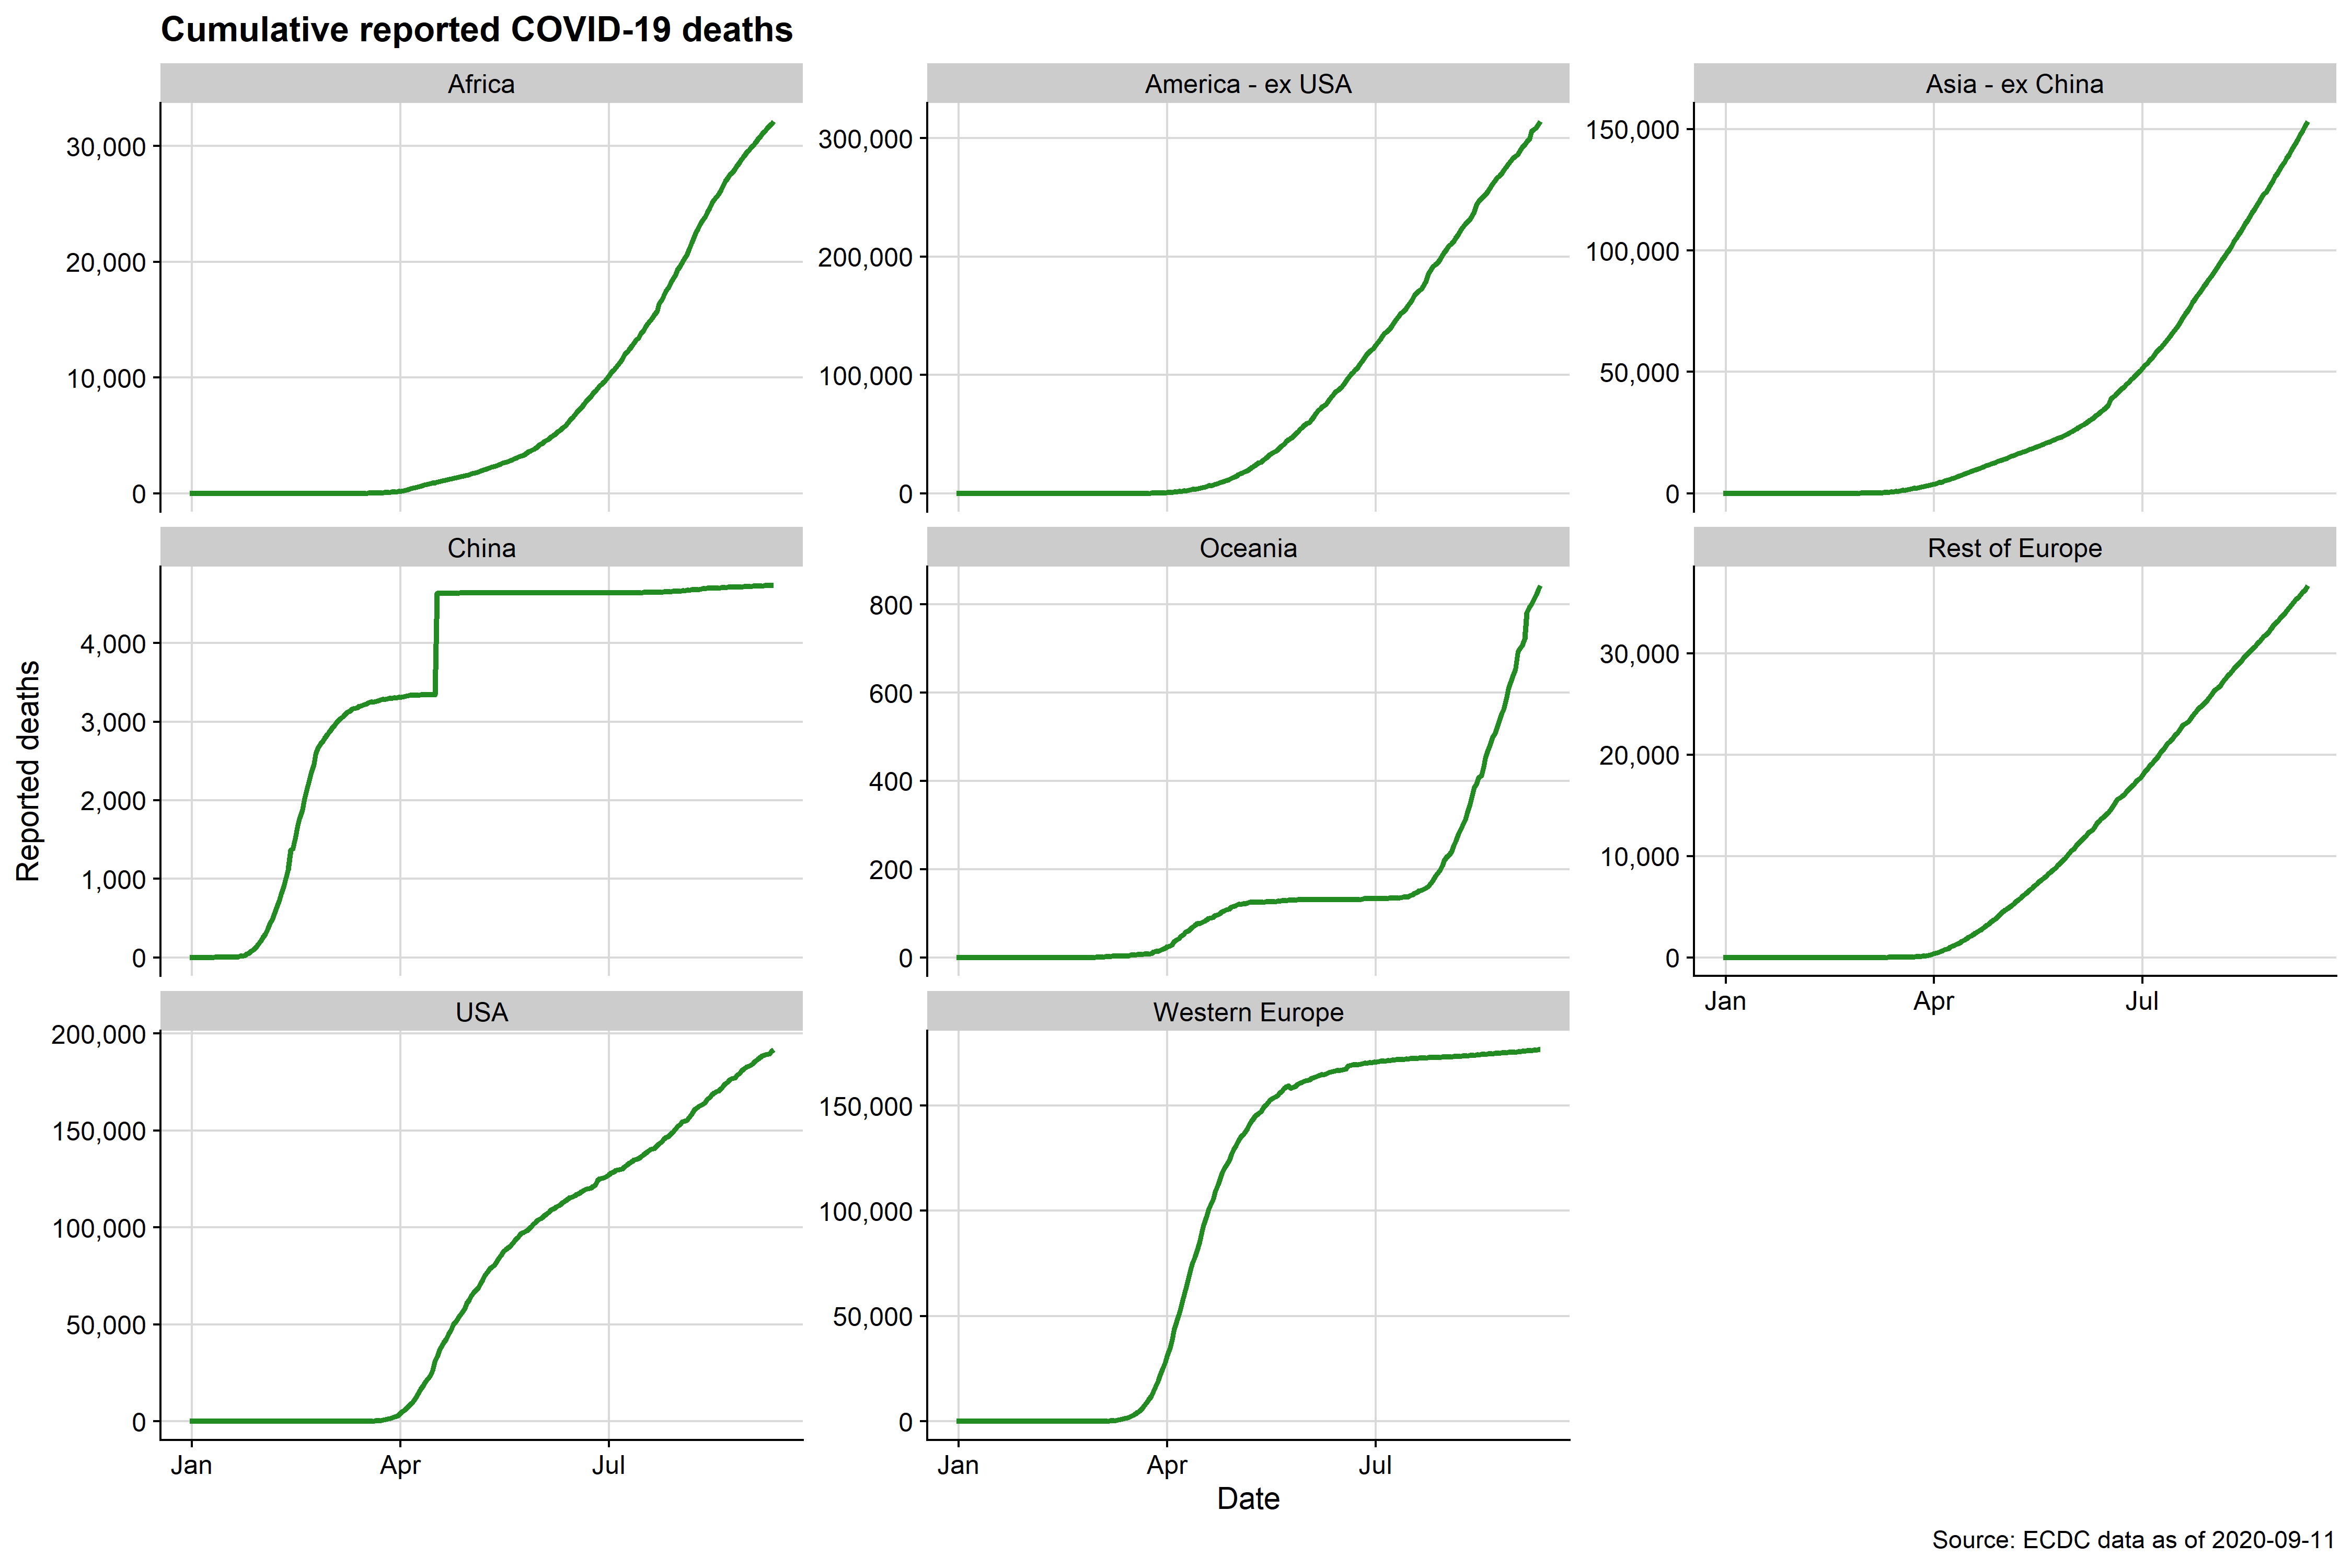 Cumulative reported COVID-19 deaths
Africa
America - ex USA
Asia - ex China
30,000
20,000
10,000
0
300,000
200,000
100,000
0
150,000
100,000
50,000
0
China
Oceania
Rest of Europe
Reported deaths
4,000
3,000
2,000
1,000
0
800
600
400
200
0
30,000
20,000
10,000
0
Jan Apr Jul
USA
Western Europe
200,000
150,000
100,000
50,000
0
150,000
100,000
50,000
0
Jan Apr Jul
Jan Apr Jul
Date
Source: ECDC data as of 2020-09-11